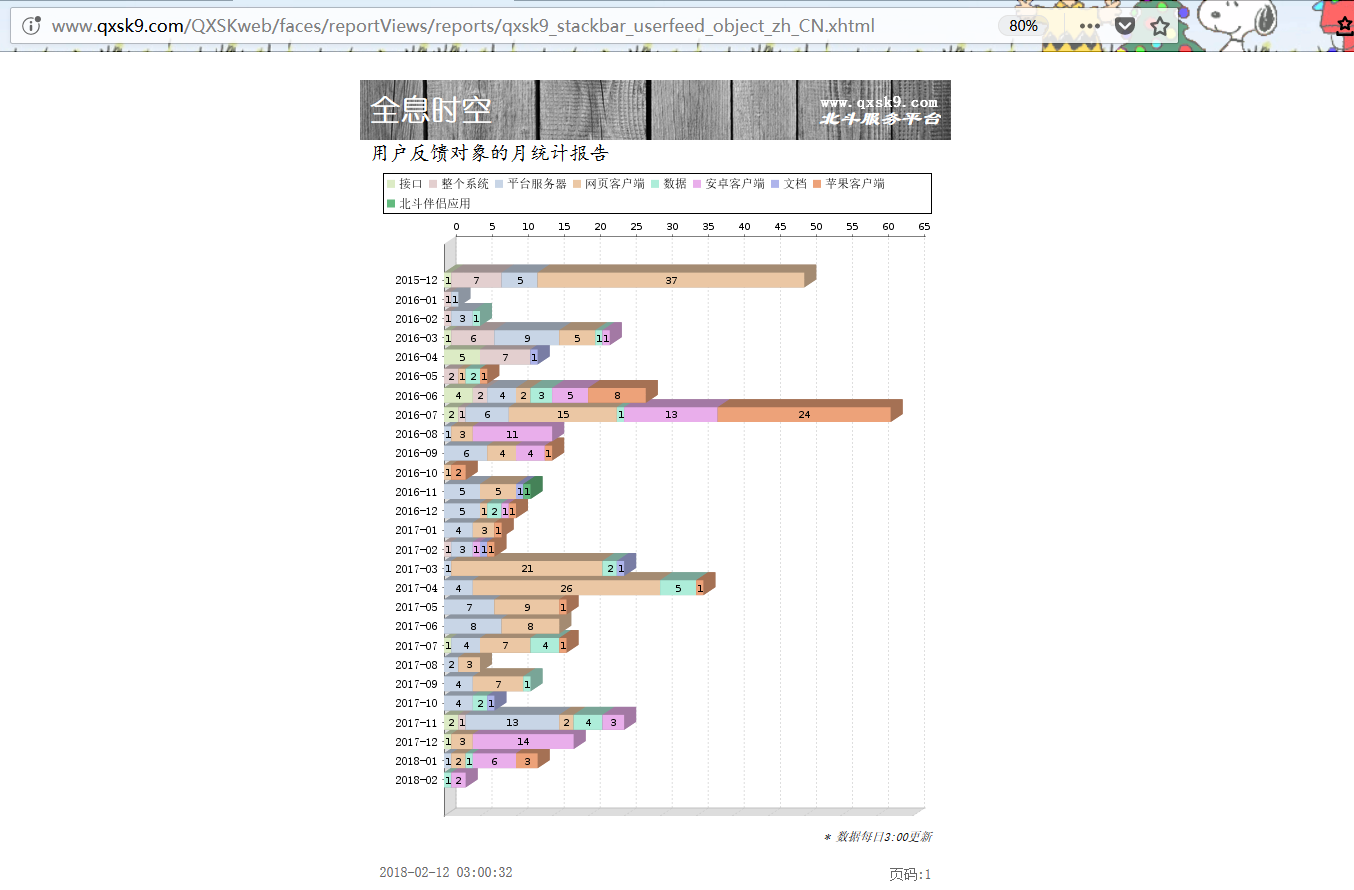 www.qxsk9.com/QXSKweb/faces/reportViews/reports/qxsk9_stackbar_userfeed_object_zh_CN.xhtml 80%
全息时空 www.qxsk9.com
北斗服务平台
用户反馈对象的月统计报告
接口 整个系统 平台服务器 网页客户端 数据 安卓客户端 文档 苹果客户端
北斗伴侣应用
0 5 10 15 20 25 30 35 40 45 50 55 60 65
2015-12 1 7 5 37
2016-01 1 1
2016-02 1 3 1
2016-03 1 6 9 5 1 1
2016-04 5 7 1
2016-05 2 1 2 1
2016-06 4 2 4 2 3 5 8
2016-07 2 1 6 15 1 13 24
2016-08 1 3 11
2016-09 6 4 4 1
2016-10 1 2
2016-11 5 5 1 1
2016-12 5 1 2 1 1
2017-01 4 3 1
2017-02 1 3 1 1 1
2017-03 1 21 2 1
2017-04 4 26 5 1
2017-05 7 9 1
2017-06 8 8
2017-07 1 4 7 4 1
2017-08 2 3
2017-09 4 7 1
2017-10 4 2 1
2017-11 2 1 13 2 4 3
2017-12 1 3 14
2018-01 1 2 1 6 3
2018-02 1 2
* 数据每日3:00更新
2018-02-12 03:00:32 页码:1